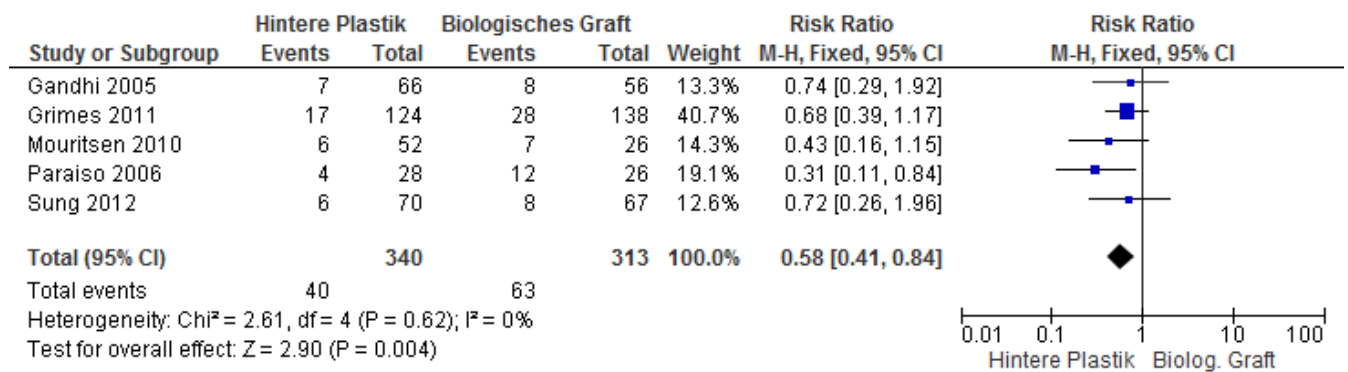 Hintere Plastik Biologisches Graft Risk Ratio Risk Ratio
Study or Subgroup Events Total Events Total Weight M-H, Fixed, 95% CI M-H, Fixed, 95% CI
Gandhi 2005 7 66 8 56 13.3% 0.74 [0.29, 1.92]
Grimes 2011 17 124 28 138 40.7% 0.68 [0.39, 1.17]
Mouritsen 2010 6 52 7 26 14.3% 0.43 [0.16, 1.15]
Paraiso 2006 4 28 12 26 19.1% 0.31 [0.11, 0.84]
Sung 2012 6 70 8 67 12.6% 0.72 [0.26, 1.96]
Total (95% CI) 340 313 100.0% 0.58 [0.41, 0.84]
Total events 40 63
Heterogeneity: Chi² = 2.61, df = 4 (P = 0.62); I² = 0%
Test for overall effect: Z = 2.90 (P = 0.004)
0.01 0.1 1 10 100
Hintere Plastik Biolog. Graft